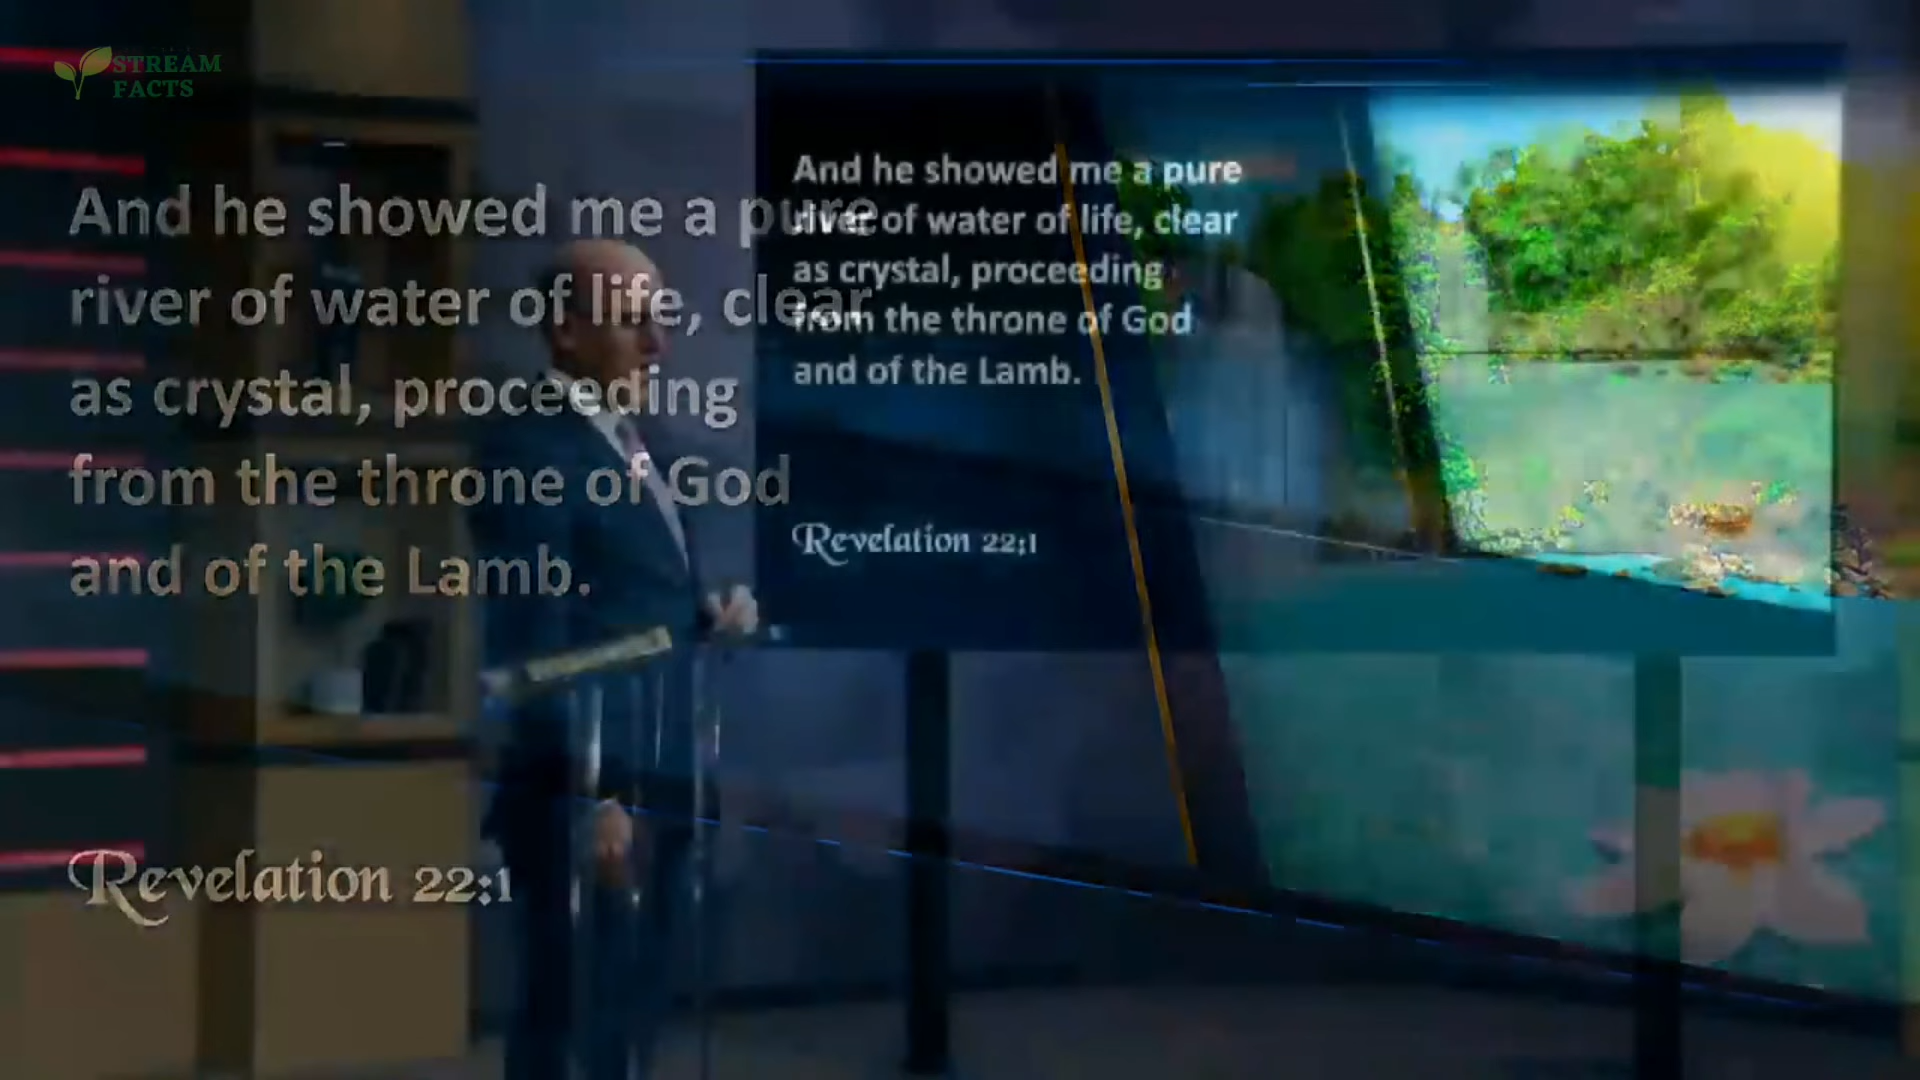 STREAM
FACTS
And he showed me a pure
river of water of life, clear
as crystal, proceeding
from the throne of God
and of the Lamb.
Revelation 22:1
And he showed me a pure
river of water of life, clear
as crystal, proceeding
from the throne of God
and of the Lamb.
Revelation 22:1